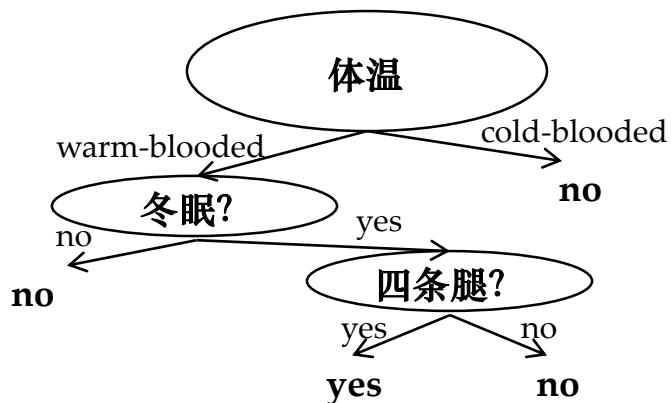 体温
warm-blooded
cold-blooded
no
冬眠?
no
yes
no
四条腿?
yes
no
yes
no